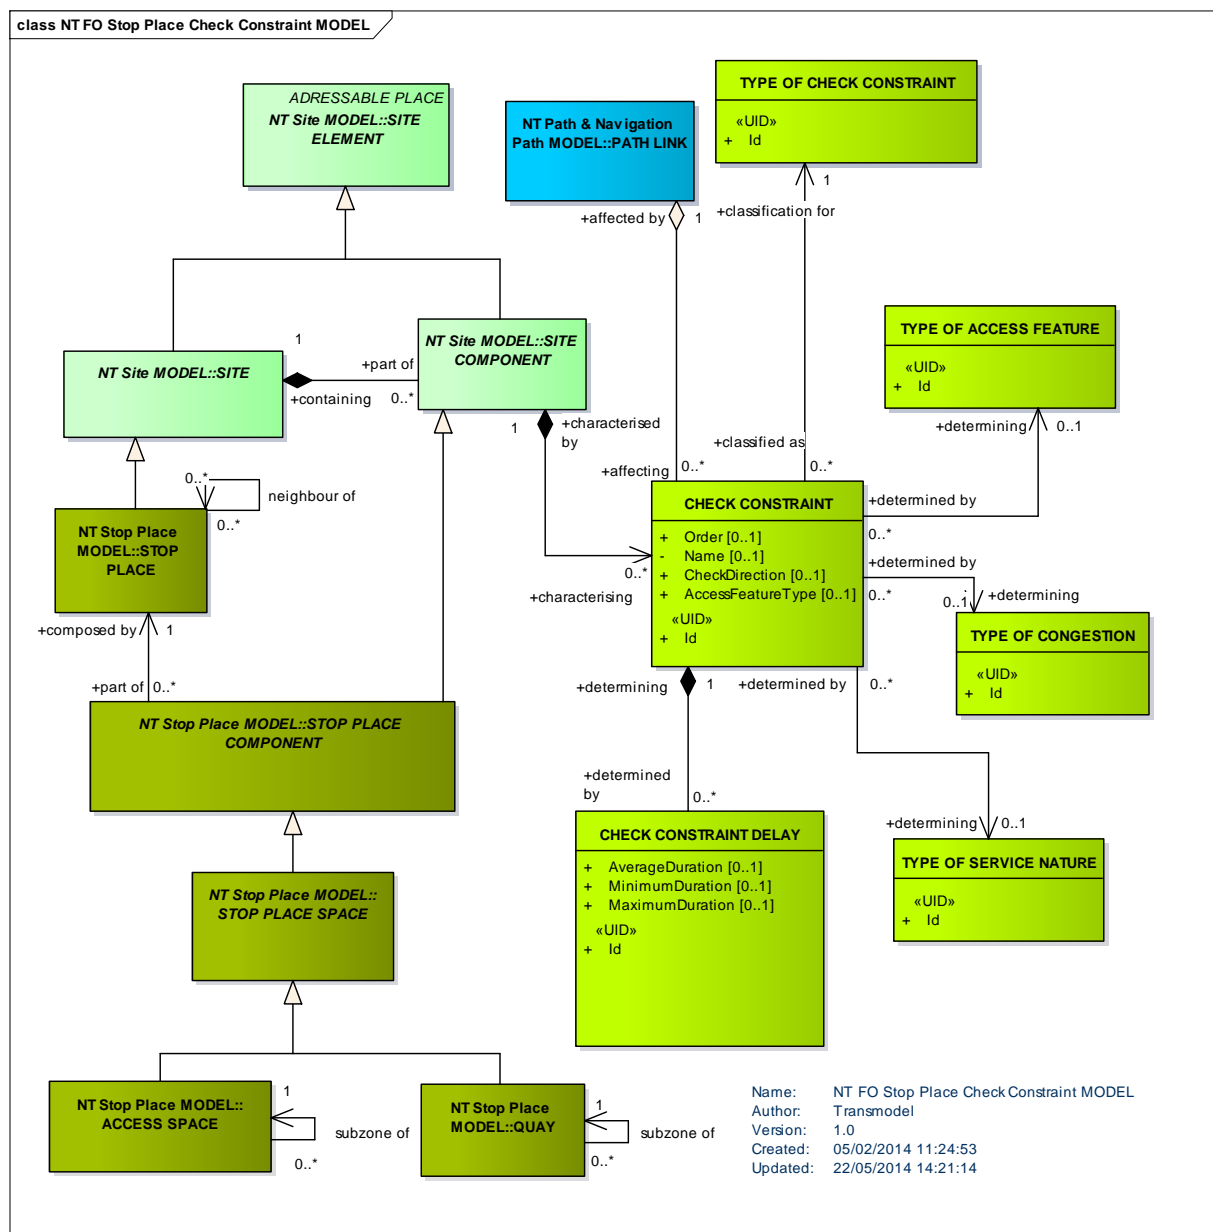 class NT FO Stop Place Check Constraint MODEL
ADRESSABLE PLACE
NT Site MODEL::SITE
ELEMENT
NT Path & Navigation
Path MODEL::PATH LINK
TYPE OF CHECK CONSTRAINT
«UID»
+ Id
+affected by
1
+classification for
1
TYPE OF ACCESS FEATURE
«UID»
+ Id
NT Site MODEL::SITE
1
+containing
+part of
0..*
NT Site MODEL::SITE
COMPONENT
1
+characterised
by
+determining
0..1
+classified as
0..*
+affecting
0..*
0..*
neighbour of
0..*
NT Stop Place
MODEL::STOP
PLACE
CHECK CONSTRAINT
+ Order [0..1]
- Name [0..1]
+ CheckDirection [0..1]
+ AccessFeatureType [0..1]
«UID»
+ Id
+determined by
0..*
+determined by
0..*
0..*
+characterising
+determining
0..1
TYPE OF CONGESTION
«UID»
+ Id
+composed by
1
+part of
0..*
+determining
1
+determined by
0..*
NT Stop Place MODEL::STOP PLACE
COMPONENT
+determined
by
0..*
CHECK CONSTRAINT DELAY
+ AverageDuration [0..1]
+ MinimumDuration [0..1]
+ MaximumDuration [0..1]
«UID»
+ Id
+determining
0..1
TYPE OF SERVICE NATURE
«UID»
+ Id
NT Stop Place MODEL::
STOP PLACE SPACE
NT Stop Place MODEL::
ACCESS SPACE
1
subzone of
0..*
NT Stop Place
MODEL::QUAY
1
subzone of
0..*
Name: NT FO Stop Place Check Constraint MODEL
Author: Transmodel
Version: 1.0
Created: 05/02/2014 11:24:53
Updated: 22/05/2014 14:21:14